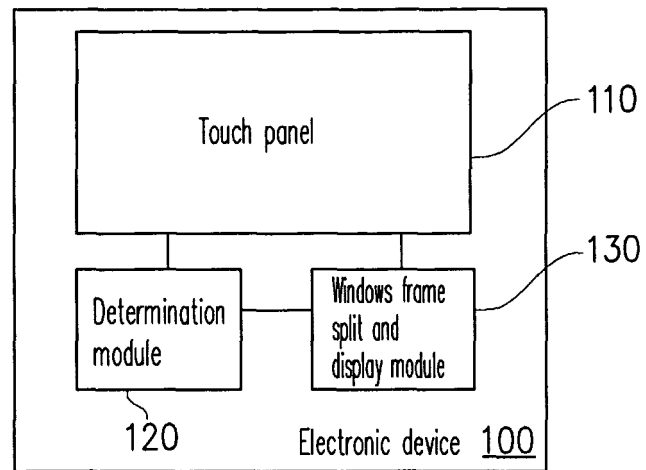 Touch panel
110
130
Determination
module
Windows frame
split and
display module
120
Electronic device 100